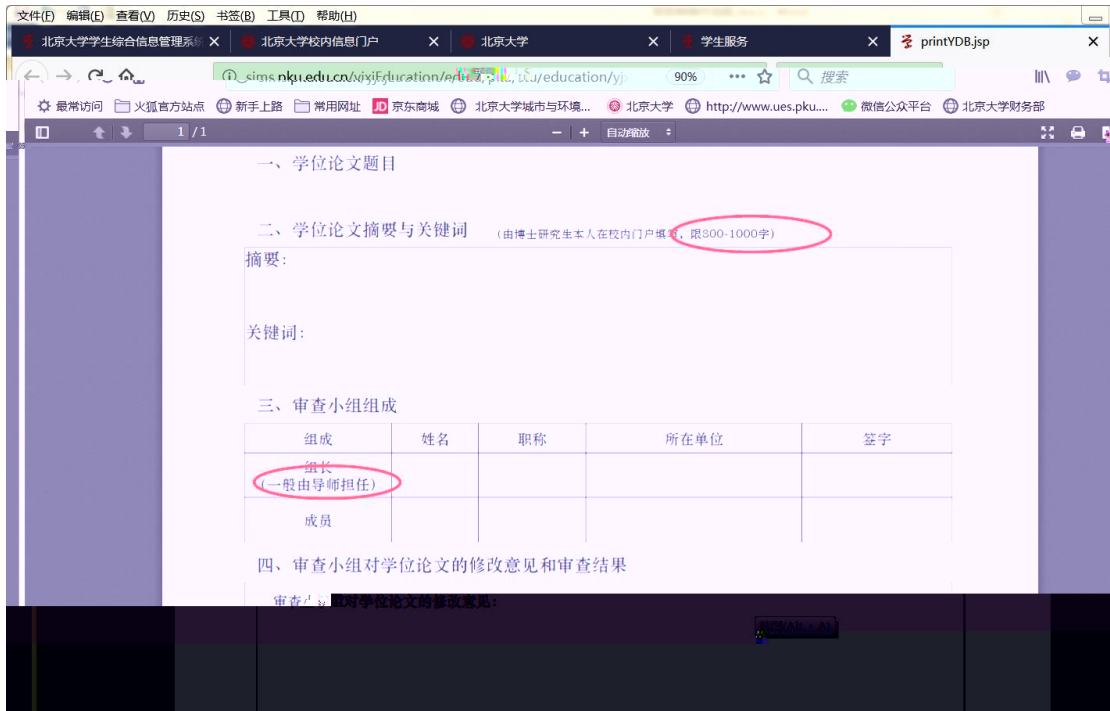 文件(F) 编辑(E) 查看(V) 历史(S) 书签(B) 工具(T) 帮助(H)
北京大学学生综合信息管理系统 北京大学校内信息门户 北京大学 学生服务 printYDB.jsp
sims.pku.edu.cn 90% 搜索
最常访问 火狐官方站点 新手上路 常用网址 JD 京东商城 北京大学城市与环境... 北京大学 http://www.ues.pku.... 微信公众平台 北京大学财务部
1 / 1 自动缩放
一、学位论文题目
二、学位论文摘要与关键词 (由博士研究生本人在校内门户填写,限800-1000字)
摘要:
关键词:
三、审查小组组成
组成 姓名 职称 所在单位 签字
组长
(一般由导师担任)
成员
四、审查小组对学位论文的修改意见和审查结果
审查小组对学位论文的修改意见: